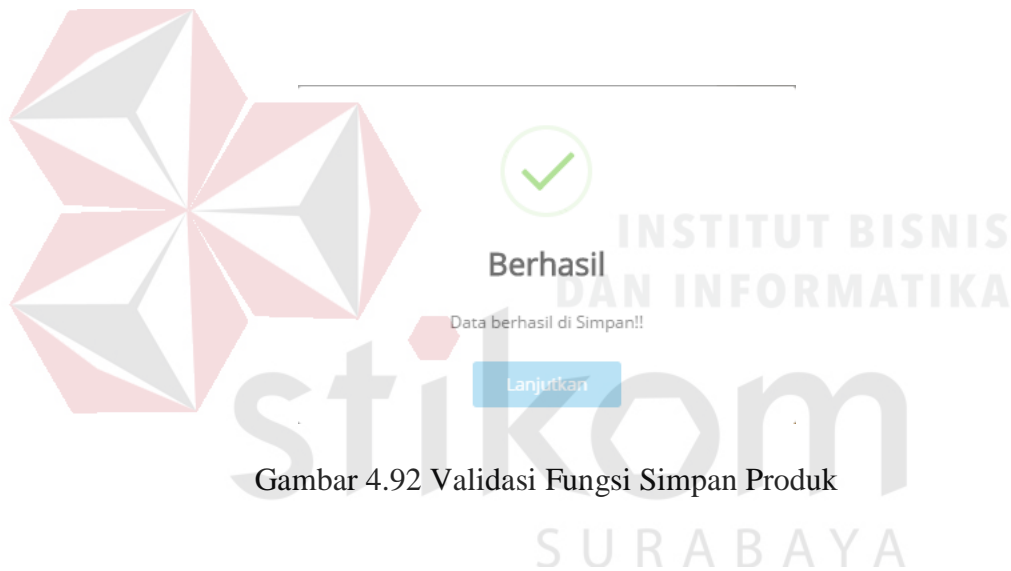 INSTITUT BISNIS
Berhasil
DAN INFORMATIKA
Data berhasil di Simpan!!
stikom
Lanjutkan
Gambar 4.92 Validasi Fungsi Simpan Produk
SURABAYA